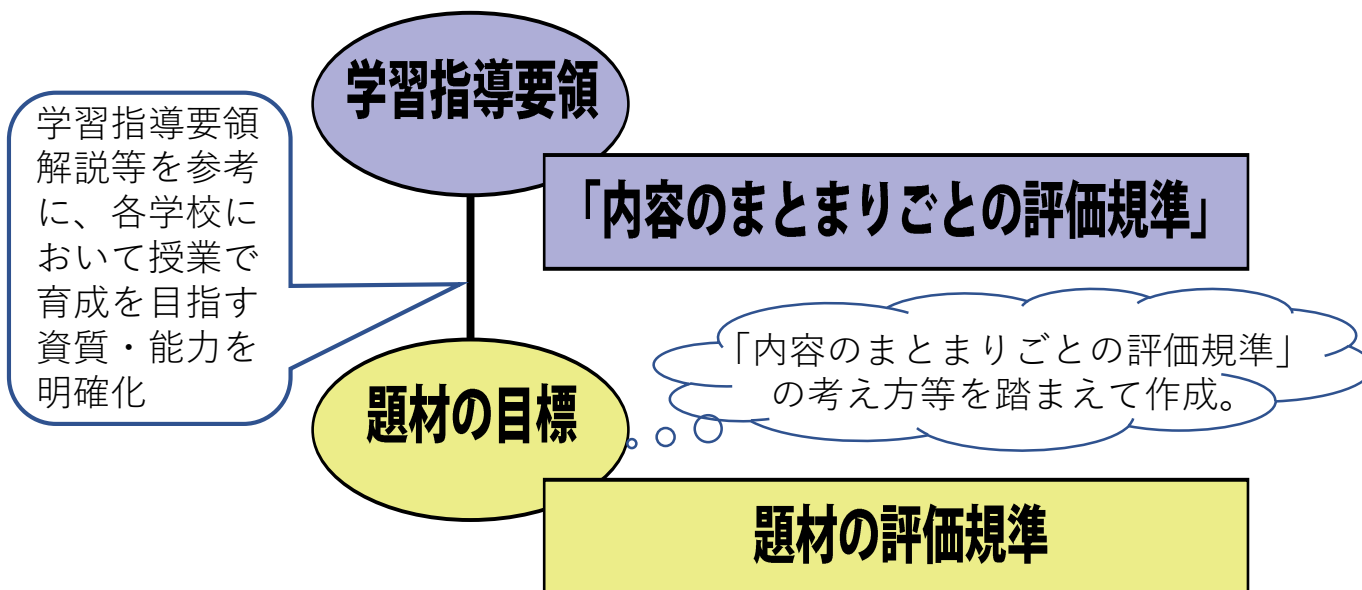 学習指導要領
学習指導要領
解説等を参考
に、各学校に
おいて授業で
育成を目指す
資質・能力を
明確化
「内容のまとまりごとの評価規準」
「内容のまとまりごとの評価規準」
の考え方等を踏まえて作成。
題材の目標
題材の評価規準